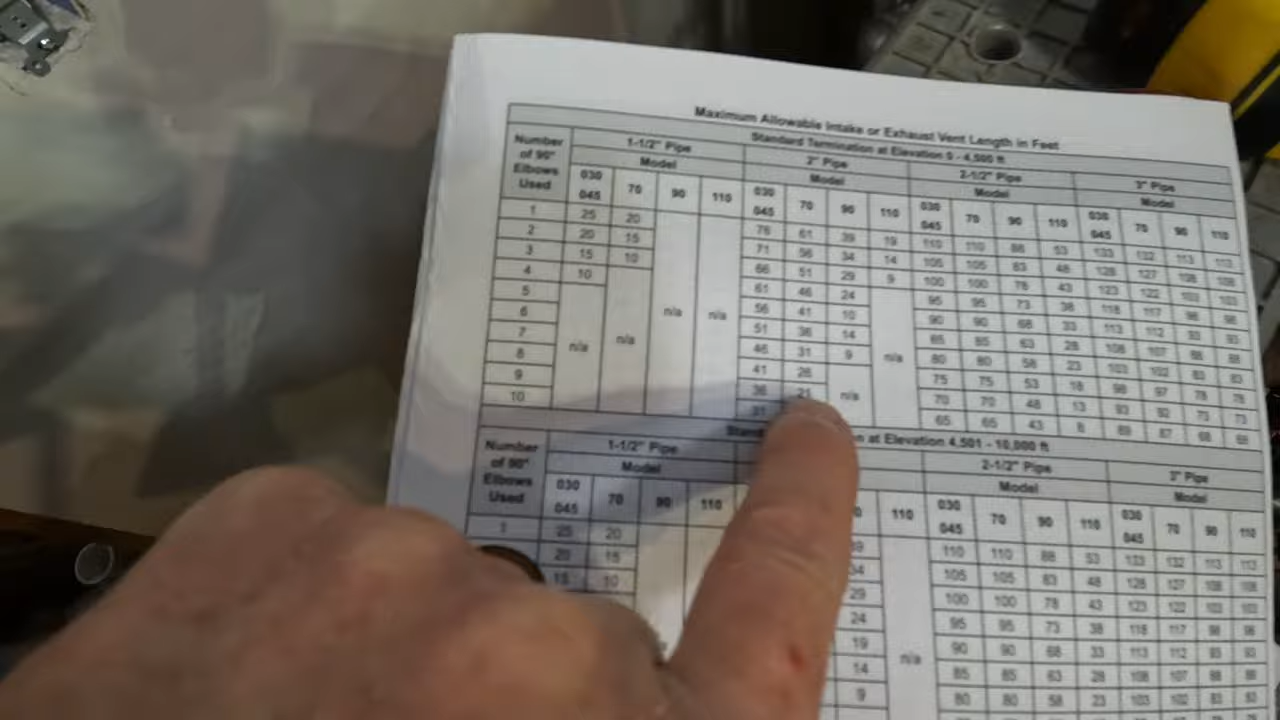 Maximum Allowable Intake or Exhaust Vent Length in Feet
Standard Termination at Elevation 0 - 4,500 ft
Number of 90° Elbows Used 1-1/2" Pipe 2" Pipe 2-1/2" Pipe 3" Pipe
Model Model Model Model
030 045 70 90 110 030 045 70 90 110 030 045 70 90 110 030 045 70 90 110
1 25 20 n/a n/a 76 61 39 19 110 110 88 53 133 132 113 113
2 20 15 71 56 34 14 105 105 83 48 128 127 108 108
3 15 10 66 51 29 9 100 100 78 43 123 122 103 103
4 10 n/a 61 46 24 n/a 95 95 73 38 118 117 98 98
5 n/a 56 41 10 90 90 68 33 113 112 93 93
6 51 36 14 85 85 63 28 108 107 88 88
7 46 31 9 80 80 58 23 103 102 83 83
8 41 26 n/a 75 75 53 18 98 97 78 78
9 36 21 70 70 48 13 93 92 73 73
10 31 65 65 43 8 89 87 68 68
n at Elevation 4,501 - 10,000 ft
Number of 90° Elbows Used 1-1/2" Pipe 2-1/2" Pipe 3" Pipe
Model Model Model
030 045 70 90 110 110 030 045 70 90 110 030 045 70 90 110
1 25 20 n/a 110 110 88 53 133 132 113 113
20 15 105 105 83 48 128 127 108 108
15 10 29 100 100 78 43 123 122 103 103
24 95 95 73 38 118 117 98 98
19 90 90 68 33 113 112 93 93
14 85 85 63 28 108 107 88 88
9 80 80 58 23 103 102 83 83